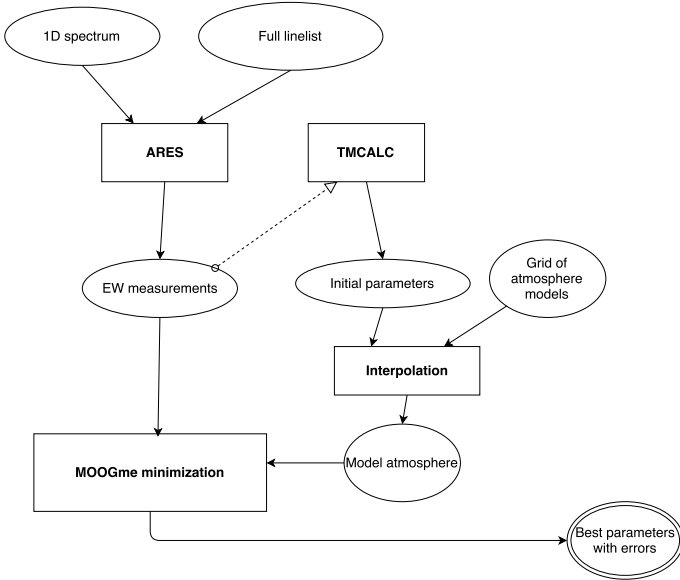 1D spectrum
Full linelist
ARES
TMCALC
EW measurements
Initial parameters
Grid of
atmosphere
models
Interpolation
Model atmosphere
MOOGme minimization
Best parameters
with errors